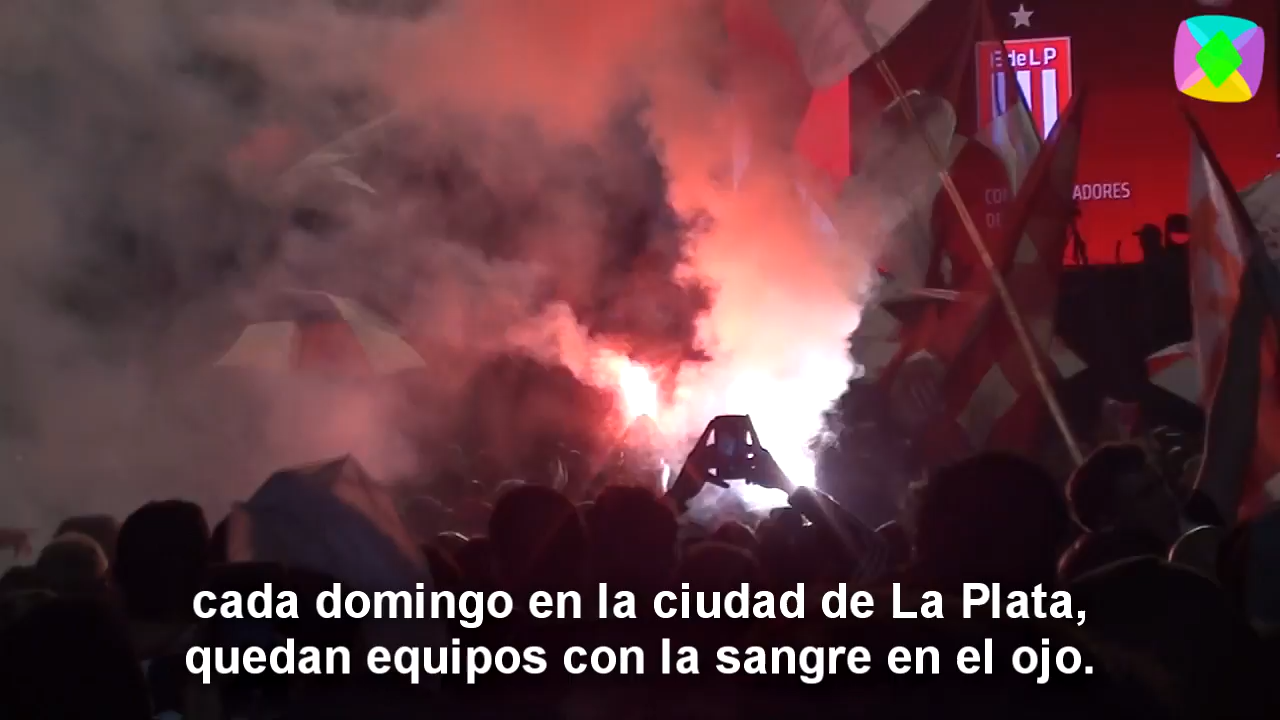 EdeLP
ADORES
cada domingo en la ciudad de La Plata,
quedan equipos con la sangre en el ojo.